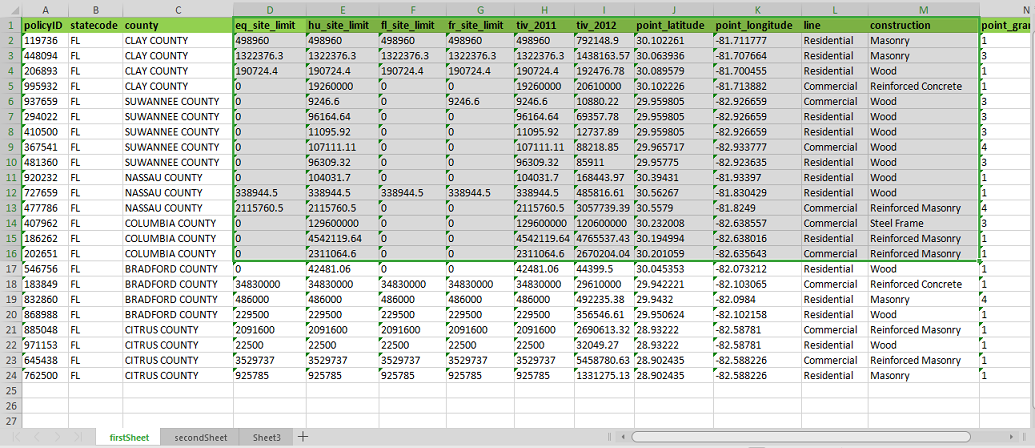 A B C D E F G H I J K L M N
1 policyID statecode county eq_site_limit hu_site_limit fl_site_limit fr_site_limit tiv_2011 tiv_2012 point_latitude point_longitude line construction point_gran
2 119736 FL CLAY COUNTY 498960 498960 498960 498960 498960 792148.9 30.102261 -81.711777 Residential Masonry 1
3 448094 FL CLAY COUNTY 1322376.3 1322376.3 1322376.3 1322376.3 1322376.3 1438163.57 30.063936 -81.707664 Residential Masonry 3
4 206893 FL CLAY COUNTY 190724.4 190724.4 190724.4 190724.4 190724.4 192476.78 30.089579 -81.700455 Residential Wood 1
5 995932 FL CLAY COUNTY 0 19260000 0 0 19260000 20610000 30.102226 -81.713882 Commercial Reinforced Concrete 1
6 937659 FL SUWANNEE COUNTY 0 9246.6 0 9246.6 9246.6 10880.22 29.959805 -82.926659 Commercial Wood 3
7 294022 FL SUWANNEE COUNTY 0 96164.64 0 0 96164.64 69357.78 29.959805 -82.926659 Residential Wood 3
8 410500 FL SUWANNEE COUNTY 0 11095.92 0 0 11095.92 12737.89 29.959805 -82.926659 Residential Wood 3
9 367541 FL SUWANNEE COUNTY 0 107111.11 0 0 107111.11 88218.85 29.965717 -82.933777 Commercial Wood 4
10 481360 FL SUWANNEE COUNTY 0 96309.32 0 0 96309.32 85911 29.95775 -82.923635 Residential Wood 3
11 920232 FL NASSAU COUNTY 0 104031.7 0 0 104031.7 168443.97 30.39431 -81.93397 Residential Wood 1
12 727659 FL NASSAU COUNTY 338944.5 338944.5 338944.5 338944.5 338944.5 485816.61 30.56267 -81.830429 Residential Wood 1
13 477786 FL NASSAU COUNTY 2115760.5 2115760.5 0 0 2115760.5 3057739.39 30.5579 -81.8249 Commercial Reinforced Masonry 4
14 407962 FL COLUMBIA COUNTY 0 129600000 0 0 129600000 120600000 30.232008 -82.638557 Commercial Steel Frame 3
15 186262 FL COLUMBIA COUNTY 0 4542119.64 0 0 4542119.64 4765537.43 30.194994 -82.638016 Residential Reinforced Masonry 1
16 202651 FL COLUMBIA COUNTY 0 2311064.6 0 0 2311064.6 2670204.04 30.201059 -82.635643 Commercial Reinforced Masonry 1
17 546756 FL BRADFORD COUNTY 0 42481.06 0 0 42481.06 44399.5 30.045353 -82.073212 Residential Wood 1
18 183849 FL BRADFORD COUNTY 34830000 34830000 34830000 34830000 34830000 29610000 29.942221 -82.103065 Commercial Reinforced Concrete 1
19 832860 FL BRADFORD COUNTY 486000 486000 486000 486000 486000 492235.38 29.9432 -82.0984 Residential Masonry 4
20 868988 FL BRADFORD COUNTY 229500 229500 229500 229500 229500 356546.61 29.950624 -82.102158 Residential Wood 1
21 885048 FL CITRUS COUNTY 2091600 2091600 2091600 2091600 2091600 2690613.32 28.93222 -82.58781 Commercial Reinforced Masonry 1
22 971153 FL CITRUS COUNTY 22500 22500 22500 22500 22500 32049.27 28.93222 -82.58781 Residential Wood 1
23 645438 FL CITRUS COUNTY 3529737 3529737 3529737 3529737 3529737 5458780.63 28.902435 -82.588226 Commercial Reinforced Masonry 1
24 762500 FL CITRUS COUNTY 925785 925785 925785 925785 925785 1331275.13 28.902435 -82.588226 Residential Masonry 1
25
26
27
firstSheet secondSheet Sheet3